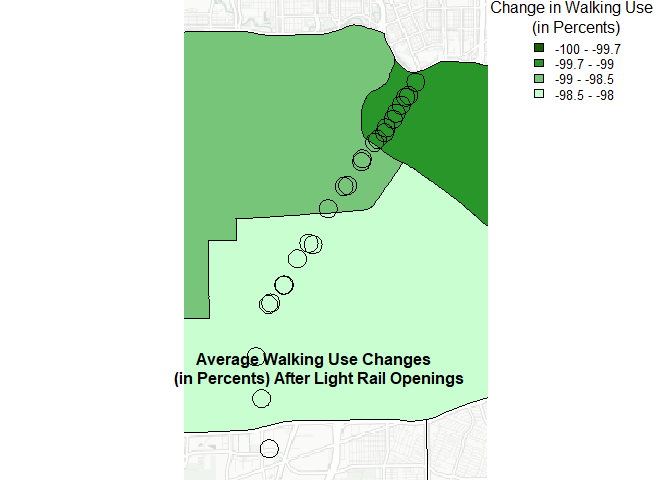 Change in Walking Use
(in Percents)
-100 - -99.7
-99.7 - -99
-99 - -98.5
-98.5 - -98
Average Walking Use Changes
(in Percents) After Light Rail Openings